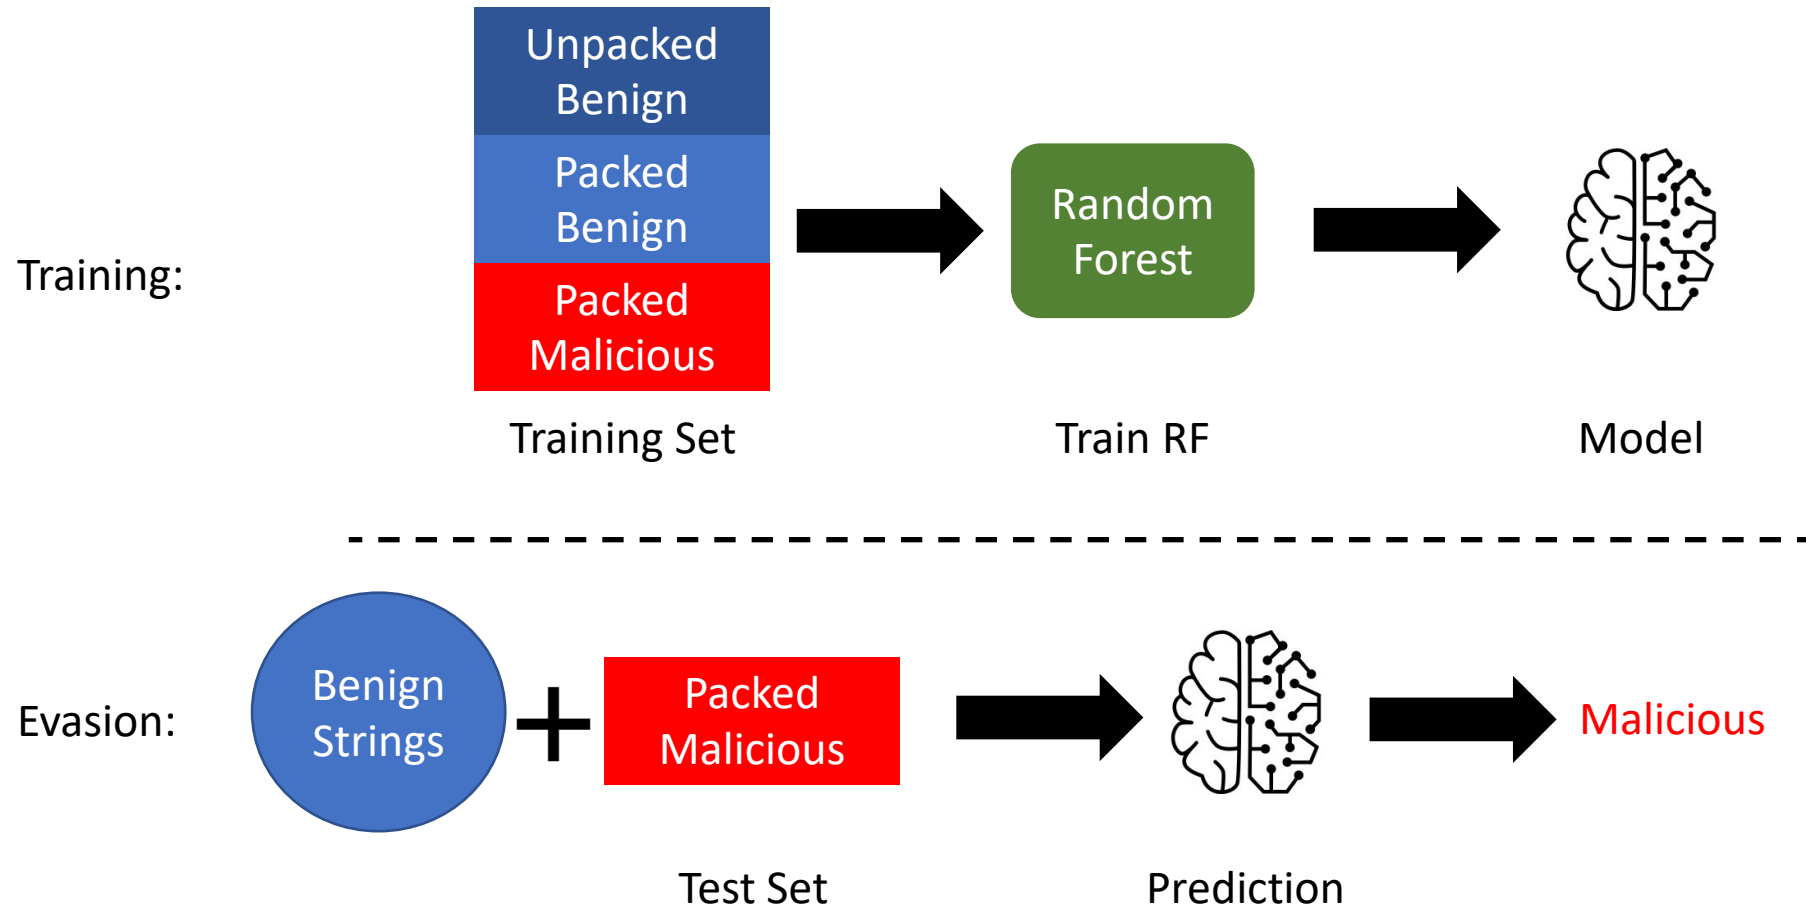 Unpacked
Benign
Packed
Benign
Packed
Malicious
Training:
Random
Forest
Training Set
Train RF
Model
Evasion:
Benign
Strings
+
Packed
Malicious
Malicious
Test Set
Prediction